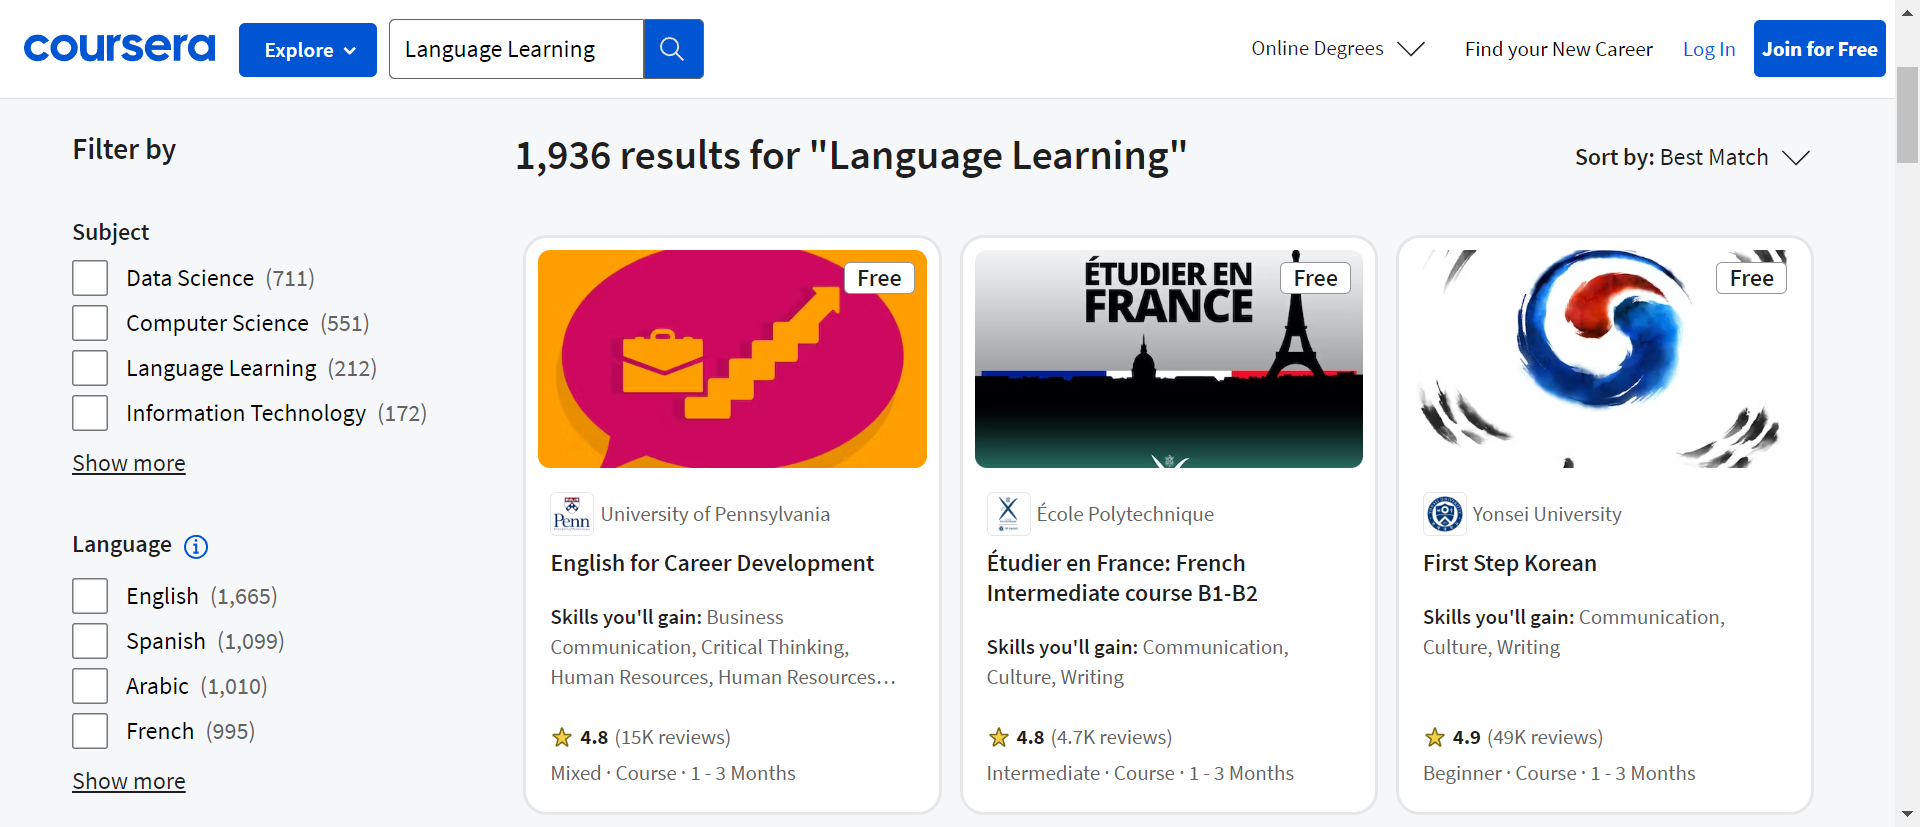 coursera
Explore
Language Learning
Online Degrees
Find your New Career
Log In
Join for Free
Filter by
1,936 results for "Language Learning"
Sort by: Best Match
Subject
Data Science (711)
Computer Science (551)
Language Learning (212)
Information Technology (172)
Show more
Language
English (1,665)
Spanish (1,099)
Arabic (1,010)
French (995)
Show more
Free
Penn
University of Pennsylvania
English for Career Development
Skills you'll gain: Business
Communication, Critical Thinking,
Human Resources, Human Resources…
4.8 (15K reviews)
Mixed · Course · 1 - 3 Months
ÉTUDIER EN
FRANCE
Free
École Polytechnique
Étudier en France: French
Intermediate course B1-B2
Skills you'll gain: Communication,
Culture, Writing
4.8 (4.7K reviews)
Intermediate · Course · 1 - 3 Months
Free
Yonsei University
First Step Korean
Skills you'll gain: Communication,
Culture, Writing
4.9 (49K reviews)
Beginner · Course · 1 - 3 Months